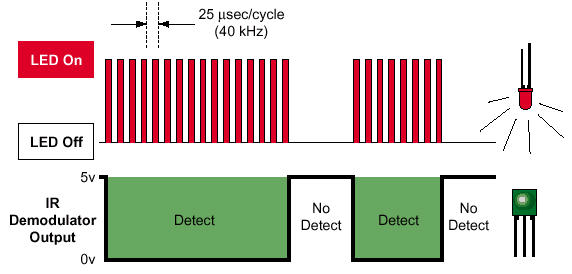 25 μsec/cycle
(40 kHz)
LED On
LED Off
5v
IR
Demodulator
Output
0v
Detect
No
Detect
Detect
No
Detect